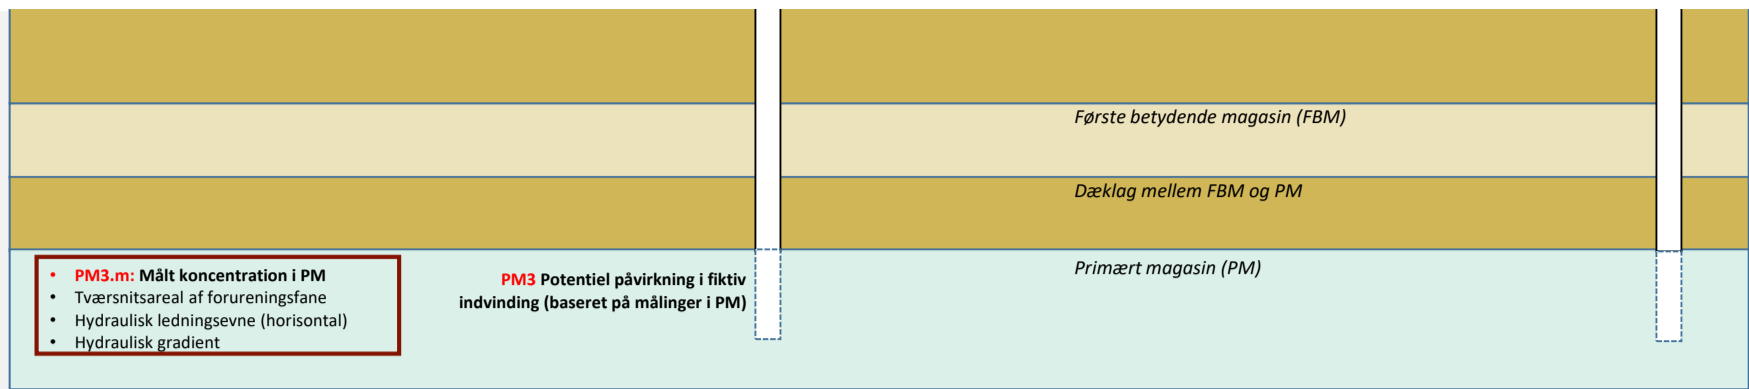 Første betydende magasin (FBM)
Dæklag mellem FBM og PM
Primært magasin (PM)
• PM3.m: Målt koncentration i PM
• Tværsnitsareal af forureningsfane
• Hydraulisk ledningsevne (horisontal)
• Hydraulisk gradient
PM3 Potentiel påvirkning i fiktiv
indvinding (baseret på målinger i PM)